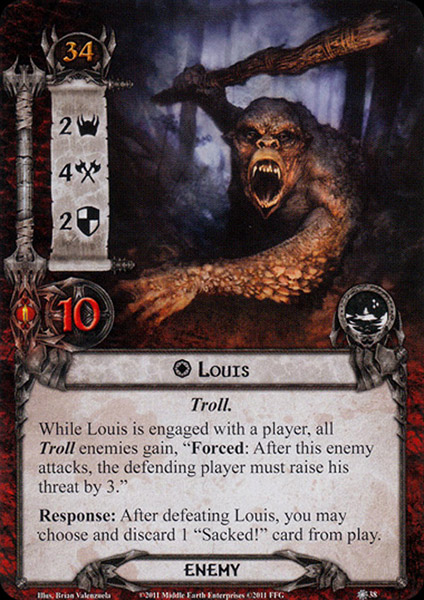 34
2
4
2
10
Louis
Troll.
While Louis is engaged with a player, all
Troll enemies gain, “Forced: After this enemy
attacks, the defending player must raise his
threat by 3.”
Response: After defeating Louis, you may
choose and discard 1 “Sacked!” card from play.
ENEMY
Illus. Brian Valenzuela ©2011 Middle Earth Enterprises ©2011 FFG 38